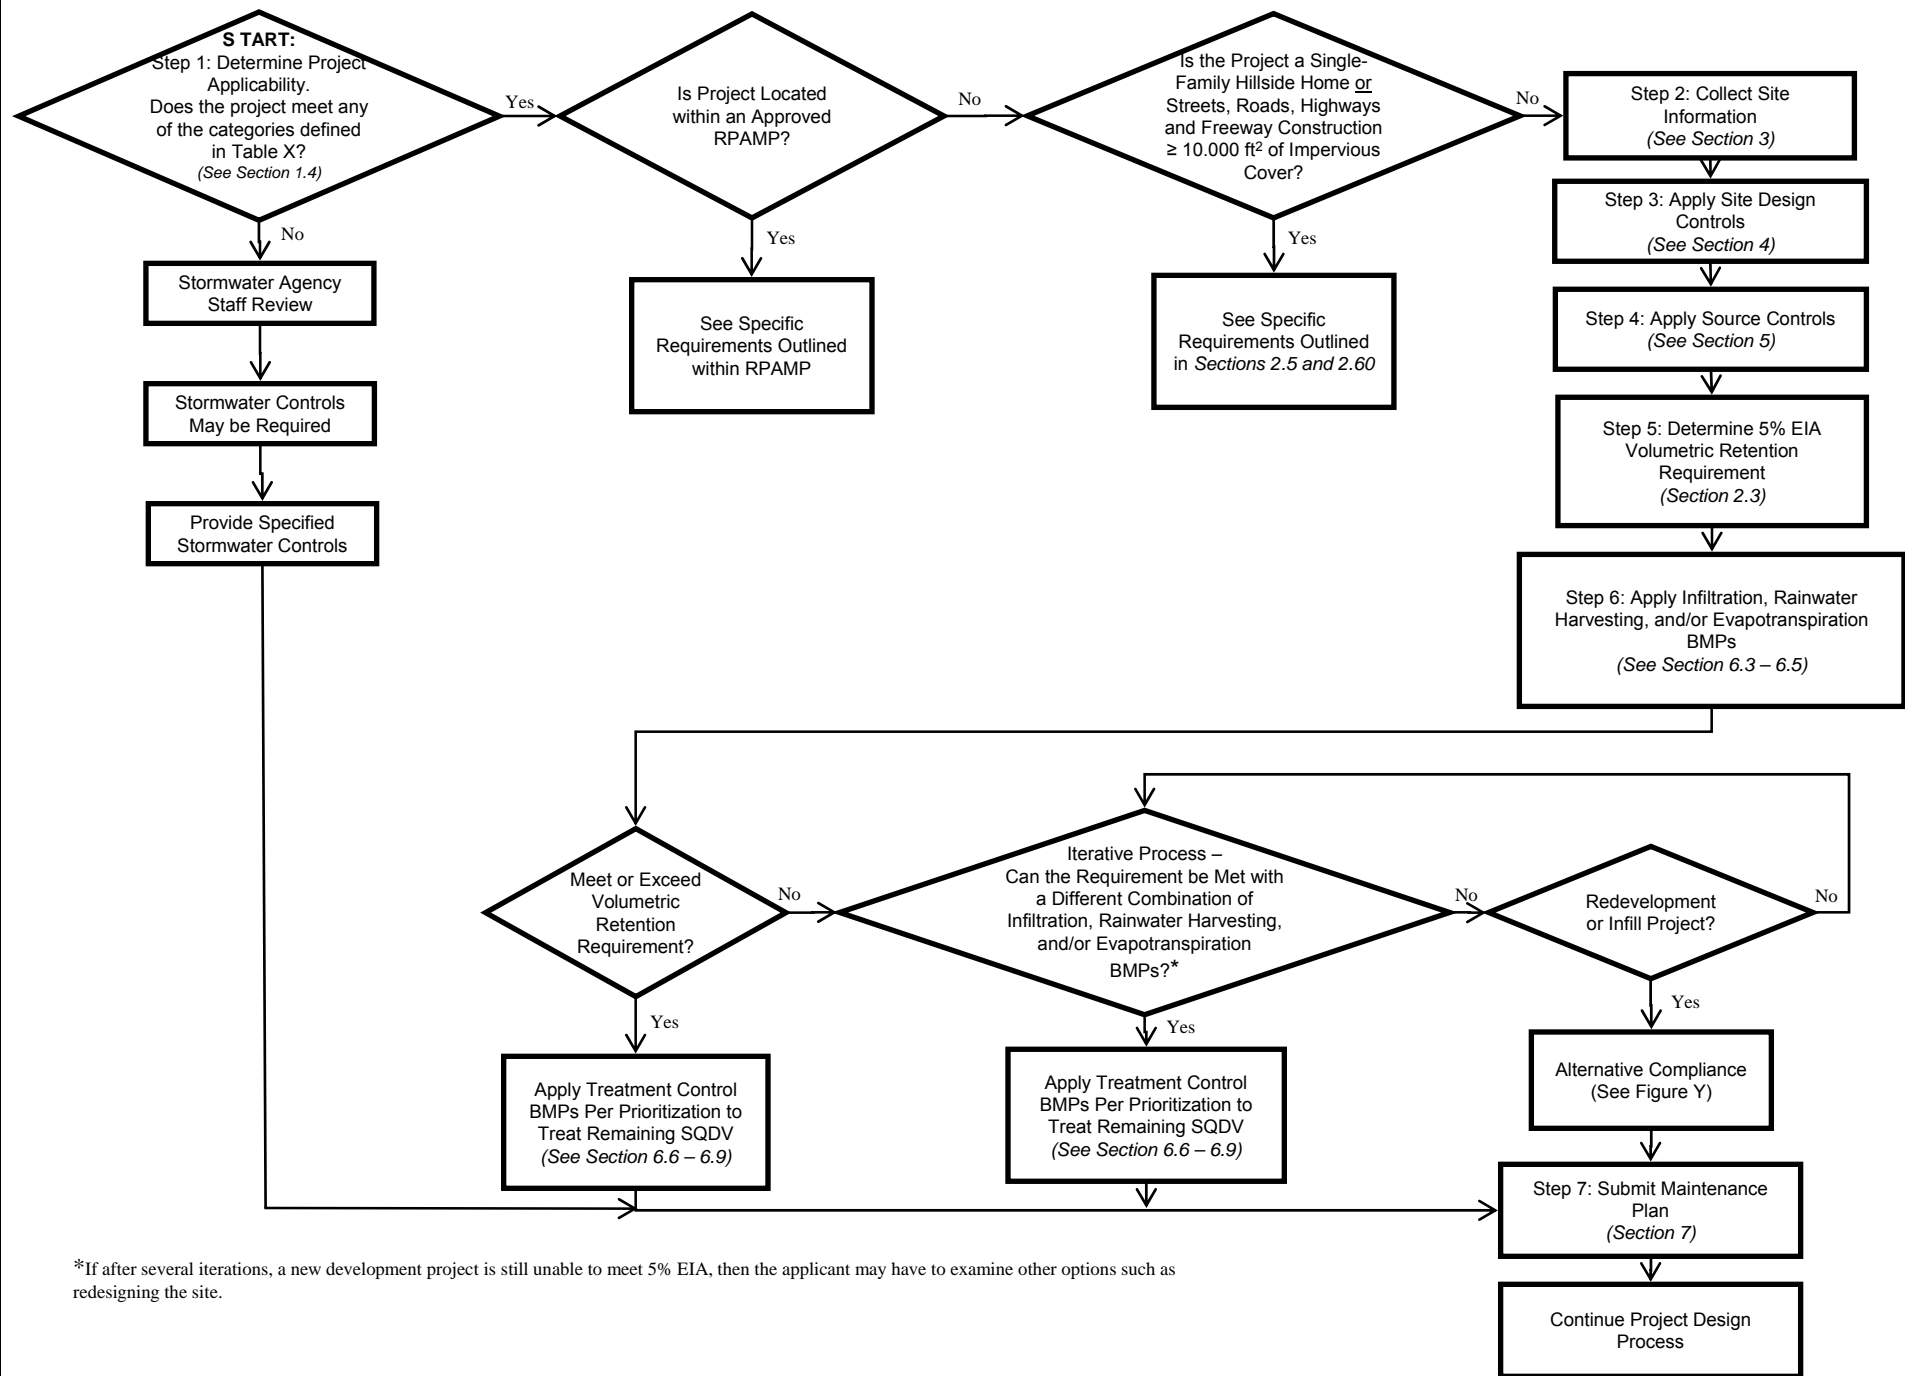 S TART:
Step 1: Determine Project
Applicability.
Does the project meet any
of the categories defined
in Table X?
(See Section 1.4)
Yes
No
Is Project Located
within an Approved
RPAMP?
No
Yes
Is the Project a Single-
Family Hillside Home or
Streets, Roads, Highways
and Freeway Construction
≥ 10.000 ft² of Impervious
Cover?
No
Yes
Step 2: Collect Site
Information
(See Section 3)
Step 3: Apply Site Design
Controls
(See Section 4)
Step 4: Apply Source Controls
(See Section 5)
Step 5: Determine 5% EIA
Volumetric Retention
Requirement
(Section 2.3)
Step 6: Apply Infiltration, Rainwater
Harvesting, and/or Evapotranspiration
BMPs
(See Section 6.3 – 6.5)
Stormwater Agency
Staff Review
Stormwater Controls
May be Required
Provide Specified
Stormwater Controls
See Specific
Requirements Outlined
within RPAMP
See Specific
Requirements Outlined
in Sections 2.5 and 2.60
Meet or Exceed
Volumetric
Retention
Requirement?
No
Yes
Iterative Process –
Can the Requirement be Met with
a Different Combination of
Infiltration, Rainwater Harvesting,
and/or Evapotranspiration
BMPs?*
No
Yes
Redevelopment
or Infill Project?
No
Yes
Apply Treatment Control
BMPs Per Prioritization to
Treat Remaining SQDV
(See Section 6.6 – 6.9)
Apply Treatment Control
BMPs Per Prioritization to
Treat Remaining SQDV
(See Section 6.6 – 6.9)
Alternative Compliance
(See Figure Y)
Step 7: Submit Maintenance
Plan
(Section 7)
Continue Project Design
Process
*If after several iterations, a new development project is still unable to meet 5% EIA, then the applicant may have to examine other options such as
redesigning the site.